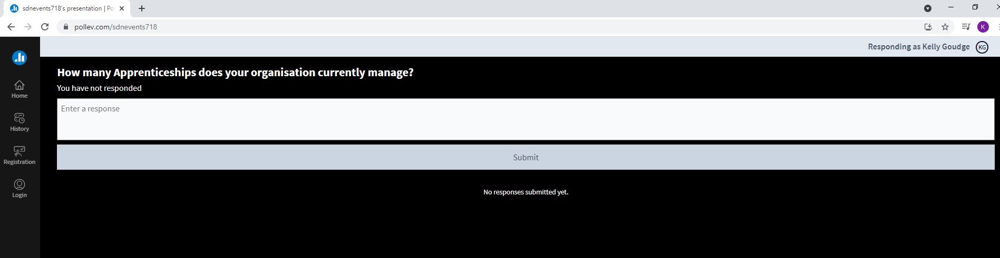 sdnevents718's presentation | Po
pollev.com/sdnevents718
K
Responding as Kelly Goudge KG
Home
History
Registration
Login
How many Apprenticeships does your organisation currently manage?
You have not responded
Enter a response
Submit
No responses submitted yet.